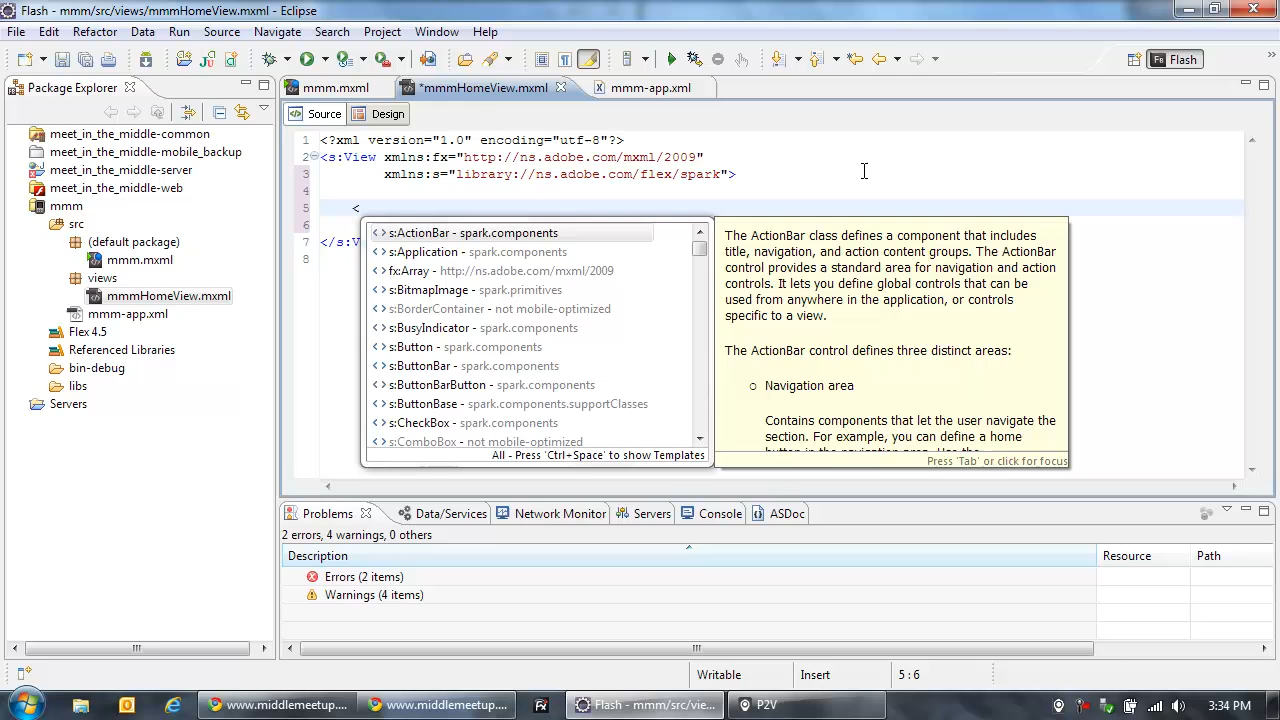 Flash - mmm/src/views/mmmHomeView.mxml - Eclipse
File Edit Refactor Data Run Source Navigate Search Project Window Help
Flash
Package Explorer
meet_in_the_middle-common
meet_in_the_middle-mobile_backup
meet_in_the_middle-server
meet_in_the_middle-web
mmm
src
(default package)
mmm.mxml
views
mmmHomeView.mxml
mmm-app.xml
Flex 4.5
Referenced Libraries
bin-debug
libs
Servers
mmm.mxml
*mmmHomeView.mxml
mmm-app.xml
Source
Design
1 <?xml version="1.0" encoding="utf-8"?>
2 <s:View xmlns:fx="http://ns.adobe.com/mxml/2009"
3 xmlns:s="library://ns.adobe.com/flex/spark">
4
5 <
6
7 </s:V
8
s:ActionBar - spark.components
s:Application - spark.components
fx:Array - http://ns.adobe.com/mxml/2009
s:BitmapImage - spark.primitives
s:BorderContainer - not mobile-optimized
s:BusyIndicator - spark.components
s:Button - spark.components
s:ButtonBar - spark.components
s:ButtonBarButton - spark.components
s:ButtonBase - spark.components.supportClasses
s:CheckBox - spark.components
s:ComboBox - not mobile-optimized
All - Press 'Ctrl+Space' to show Templates
The ActionBar class defines a component that includes
title, navigation, and action content groups. The ActionBar
control provides a standard area for navigation and action
controls. It lets you define global controls that can be
used from anywhere in the application, or controls
specific to a view.
The ActionBar control defines three distinct areas:
Navigation area
Contains components that let the user navigate the
section. For example, you can define a home
button in the navigation area. Use the
Press 'Tab' or click for focus
Problems
Data/Services
Network Monitor
Servers
Console
ASDoc
2 errors, 4 warnings, 0 others
Description Resource Path
Errors (2 items)
Warnings (4 items)
Writable
Insert
5 : 6
www.middlemeetup....
www.middlemeetup....
Flash - mmm/src/vie...
P2V
3:34 PM